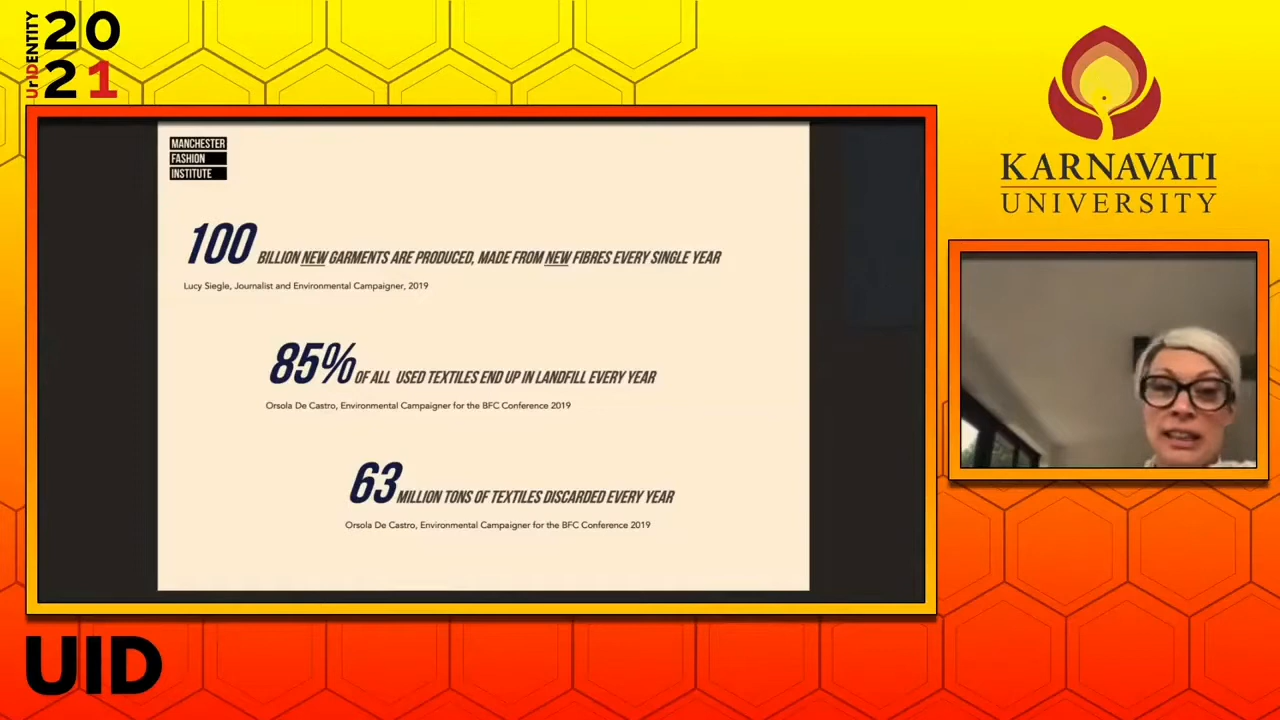 UrIDENTITY
20
21
KARNAVATI
UNIVERSITY
MANCHESTER
FASHION
INSTITUTE
100 BILLION NEW GARMENTS ARE PRODUCED, MADE FROM NEW FIBRES EVERY SINGLE YEAR
Lucy Siegle, Journalist and Environmental Campaigner, 2019
85% OF ALL USED TEXTILES END UP IN LANDFILL EVERY YEAR
Orsola De Castro, Environmental Campaigner for the BFC Conference 2019
63 MILLION TONS OF TEXTILES DISCARDED EVERY YEAR
Orsola De Castro, Environmental Campaigner for the BFC Conference 2019
UID